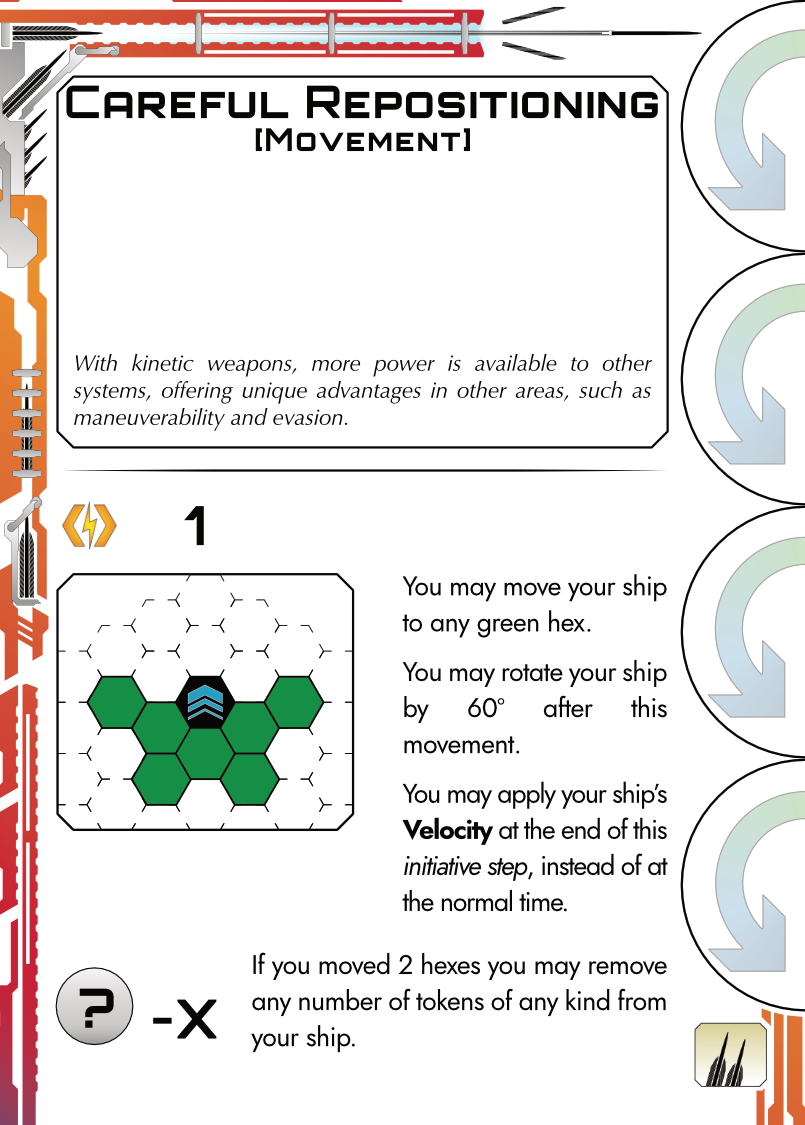 Careful Repositioning
[Movement]
With kinetic weapons, more power is available to other
systems, offering unique advantages in other areas, such as
maneuverability and evasion.
1
You may move your ship
to any green hex.
You may rotate your ship
by 60° after this
movement.
You may apply your ship's
Velocity at the end of this
initiative step, instead of at
the normal time.
If you moved 2 hexes you may remove
any number of tokens of any kind from
your ship.
? -X